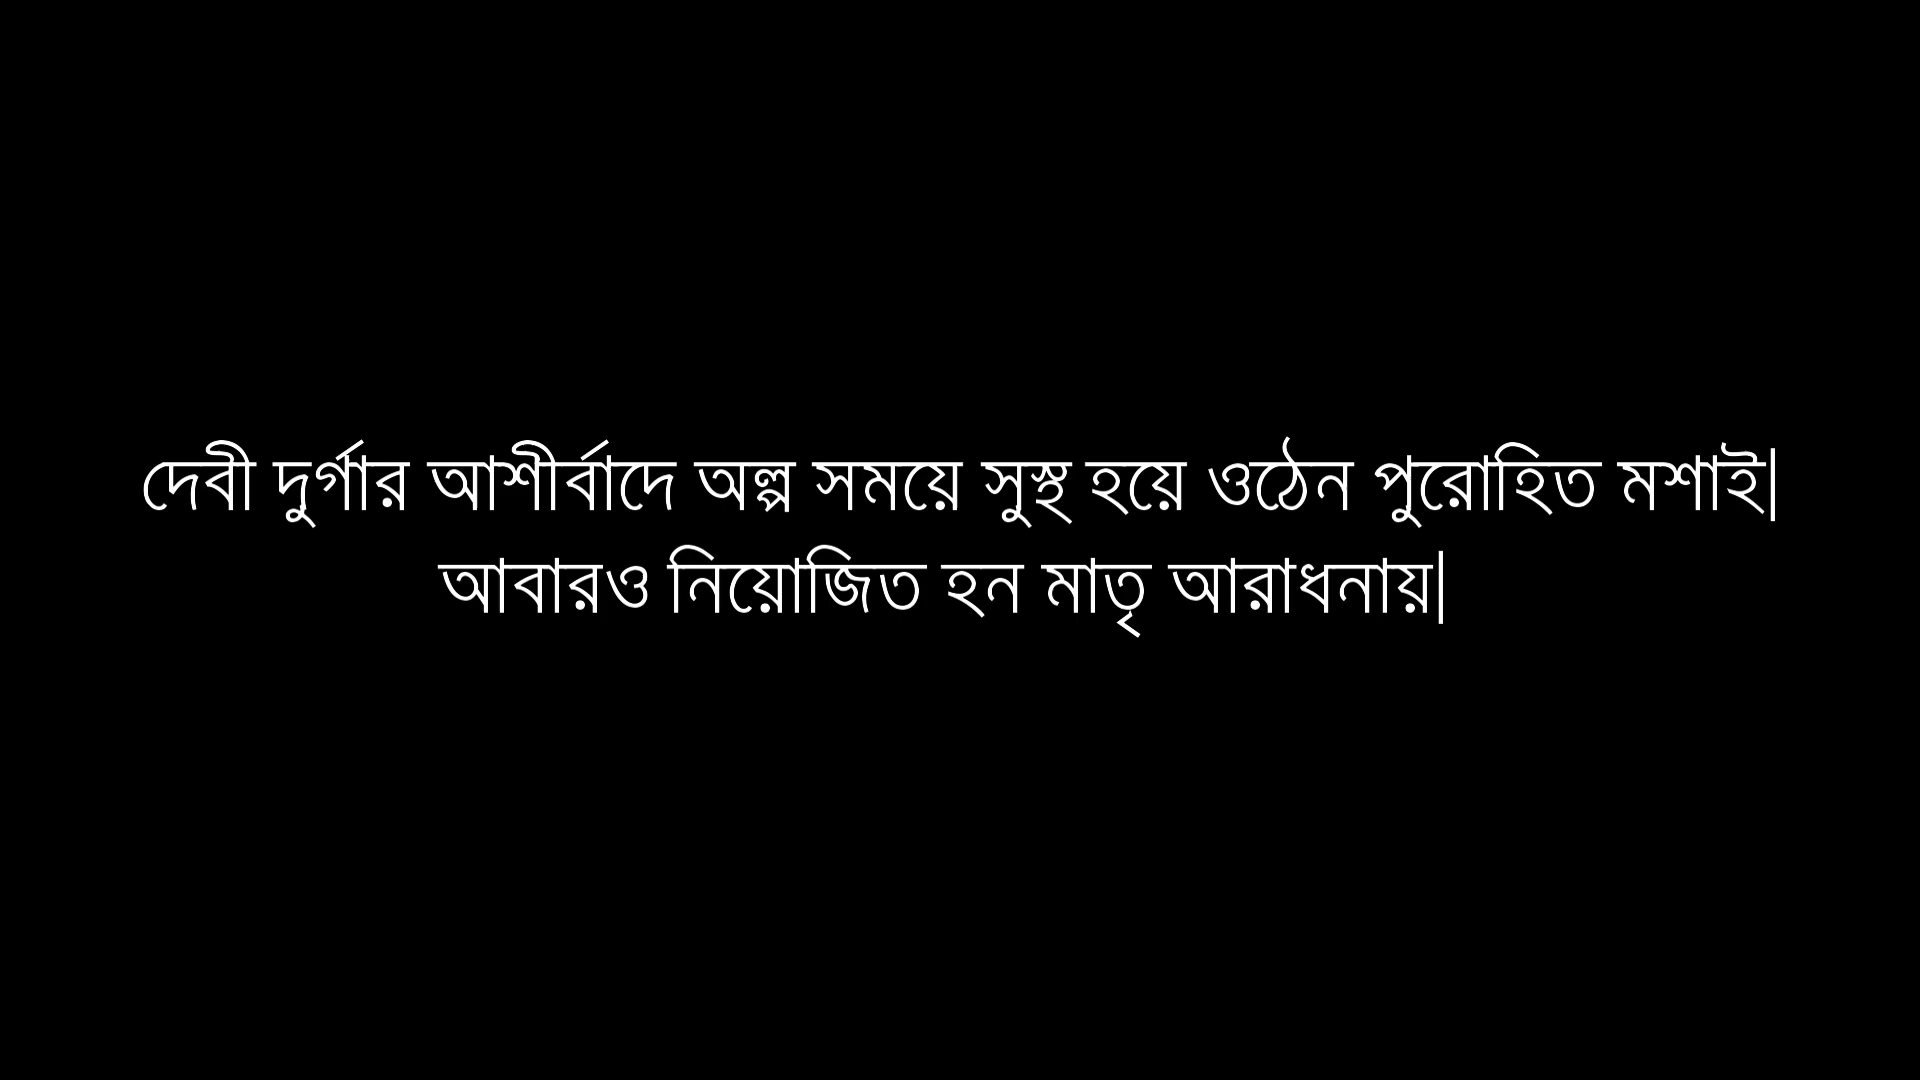 দেবী দুর্গার আশীর্বাদে অল্প সময়ে সুস্থ হয়ে ওঠেন পুরোহিত মশাই|
আবারও নিয়োজিত হন মাতৃ আরাধনায়|